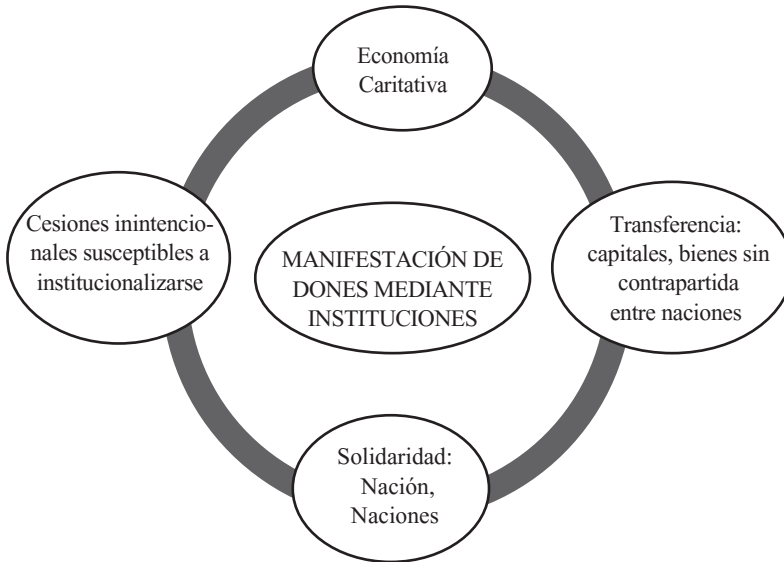 Economía
Caritativa
Cesiones inintencio-
nales susceptibles a
institucionalizarse
MANIFESTACIÓN DE
DONES MEDIANTE
INSTITUCIONES
Transferencia:
capitales, bienes sin
contrapartida
entre naciones
Solidaridad:
Nación,
Naciones